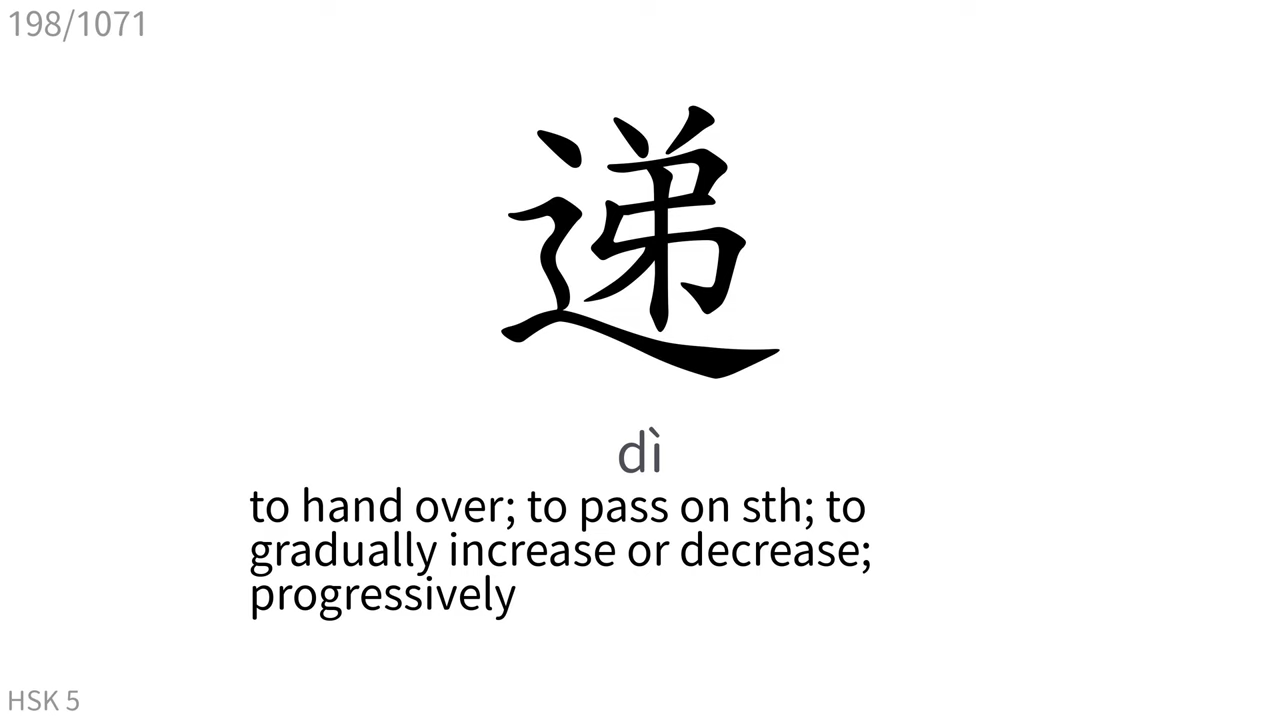 198/1071
递
dì
to hand over; to pass on sth; to
gradually increase or decrease;
progressively
HSK 5